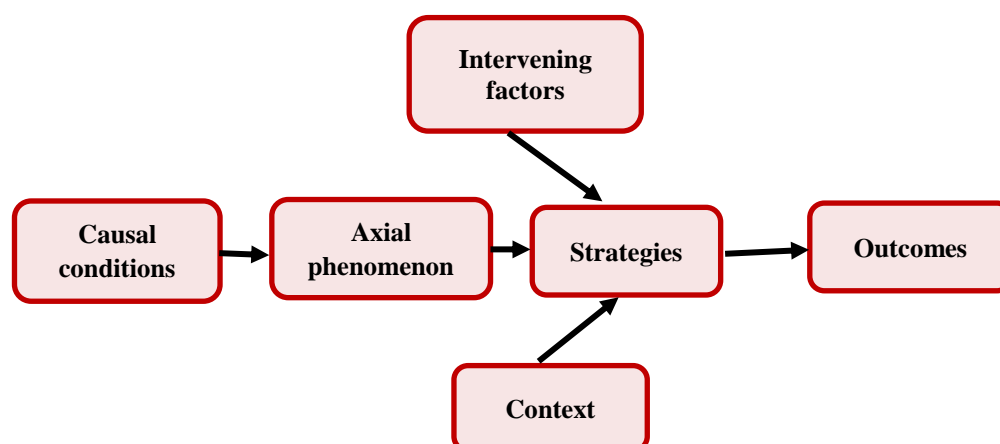 Intervening
factors
Causal
conditions
Axial
phenomenon
Strategies
Outcomes
Context